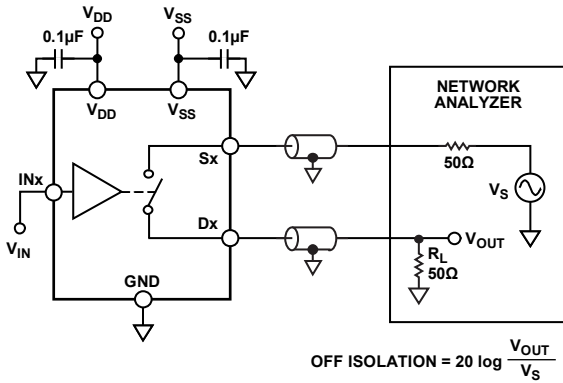 VDD
VSS
0.1µF
0.1µF
VDD
VSS
NETWORK
ANALYZER
Sx
50Ω
INx
VS
Dx
VOUT
VIN
RL
50Ω
GND
OFF ISOLATION = 20 log VOUT
VS